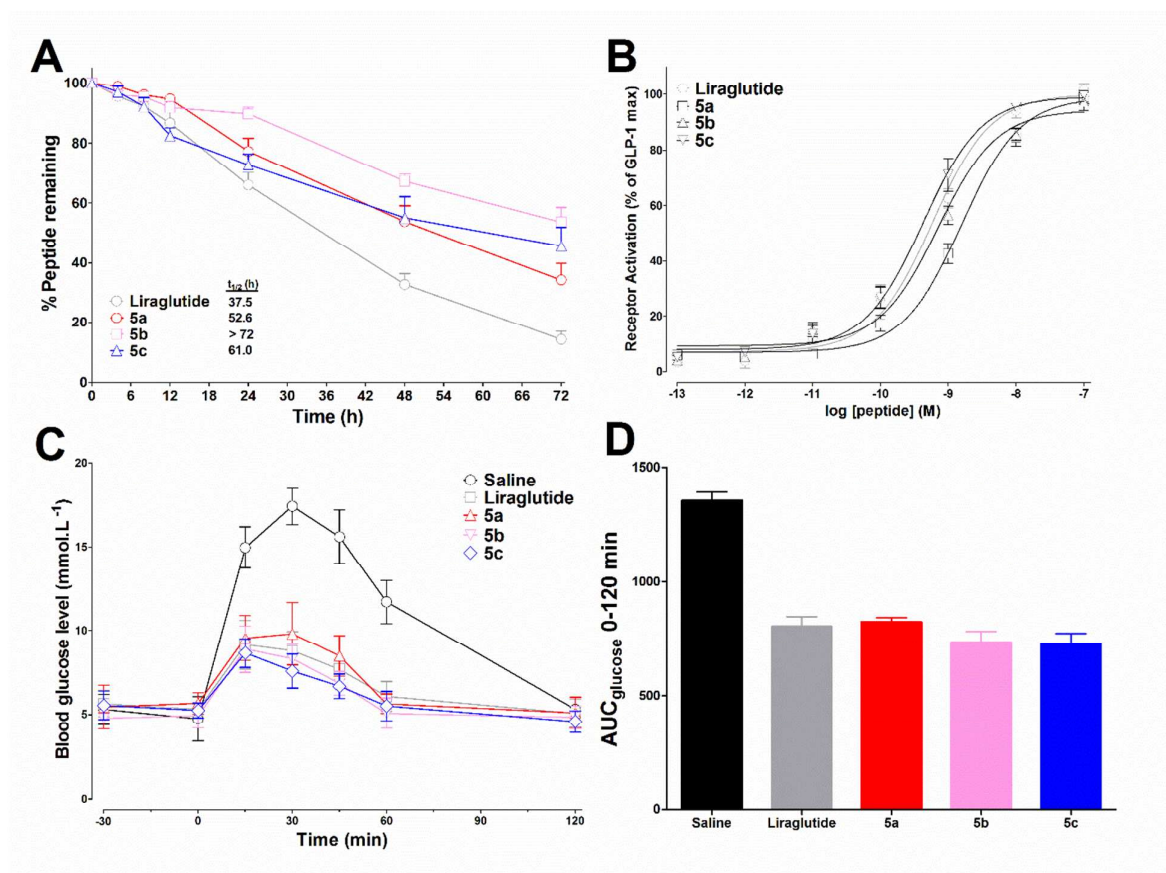 A
% Peptide remaining
100
80
60
40
20
0
Liraglutide
5a
5b
5c
t1/2 (h)
37.5
52.6
> 72
61.0
0 4 8 12 18 24 30 36 42 48 54 60 66 72
Time (h)
B
Receptor Activation (% of GLP-1 max)
100
80
60
40
20
0
Liraglutide
5a
5b
5c
-13 -12 -11 -10 -9 -8 -7
log [peptide] (M)
C
Blood glucose level (mmol.L⁻¹)
20
15
10
5
0
Saline
Liraglutide
5a
5b
5c
-30 0 30 60 120
Time (min)
D
AUCglucose 0-120 min
1500
1000
500
0
Saline Liraglutide 5a 5b 5c